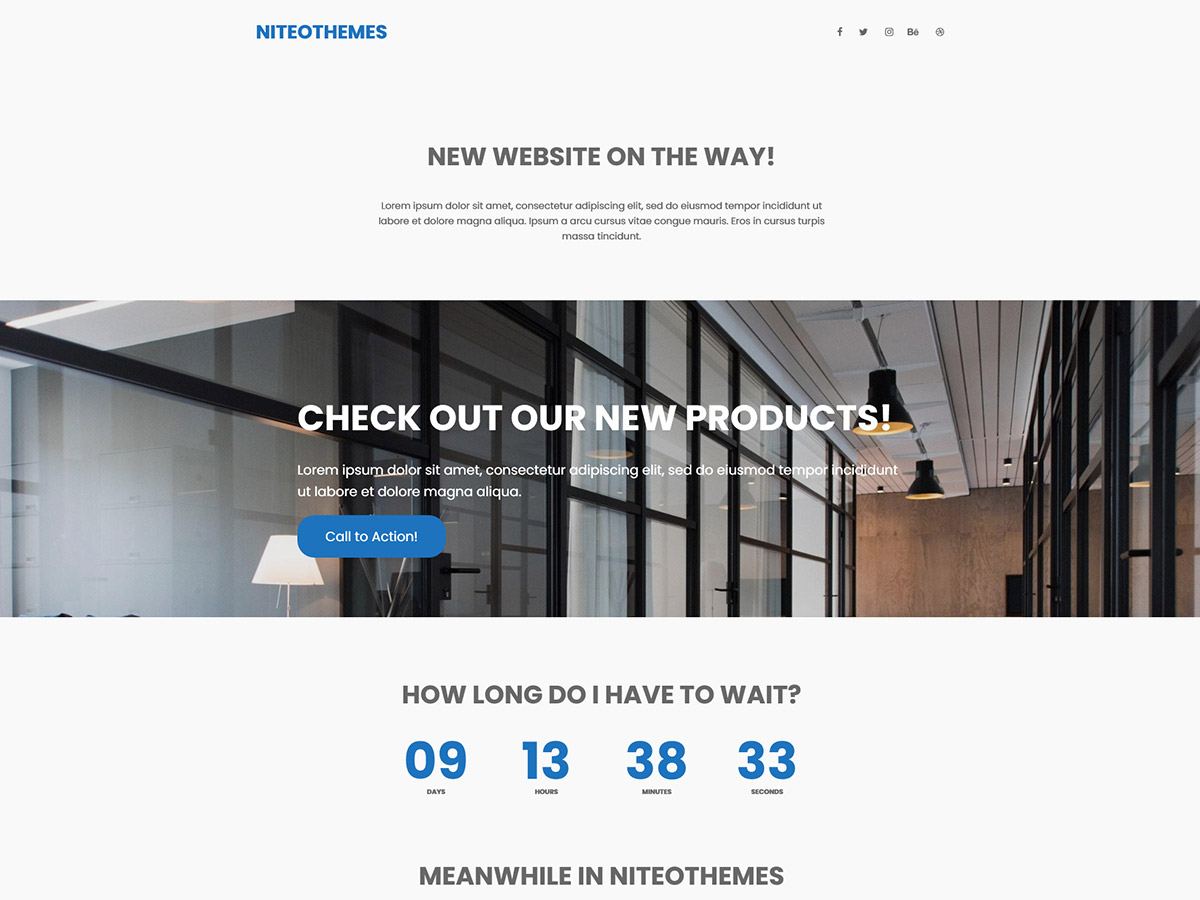 NITEOTHEMES
Bē
NEW WEBSITE ON THE WAY!
Lorem ipsum dolor sit amet, consectetur adipiscing elit, sed do eiusmod tempor incididunt ut
labore et dolore magna aliqua. Ipsum a arcu cursus vitae congue mauris. Eros in cursus turpis
massa tincidunt.
CHECK OUT OUR NEW PRODUCTS!
Lorem ipsum dolor sit amet, consectetur adipiscing elit, sed do eiusmod tempor incididunt
ut labore et dolore magna aliqua.
Call to Action!
HOW LONG DO I HAVE TO WAIT?
09 13 38 33
DAYS HOURS MINUTES SECONDS
MEANWHILE IN NITEOTHEMES